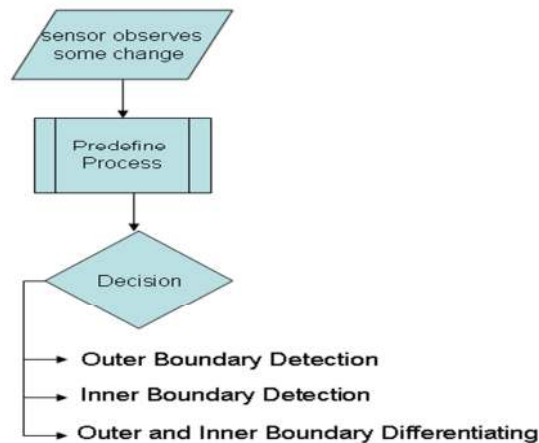 sensor observes
some change
Predefine
Process
Decision
Outer Boundary Detection
Inner Boundary Detection
Outer and Inner Boundary Differentiating